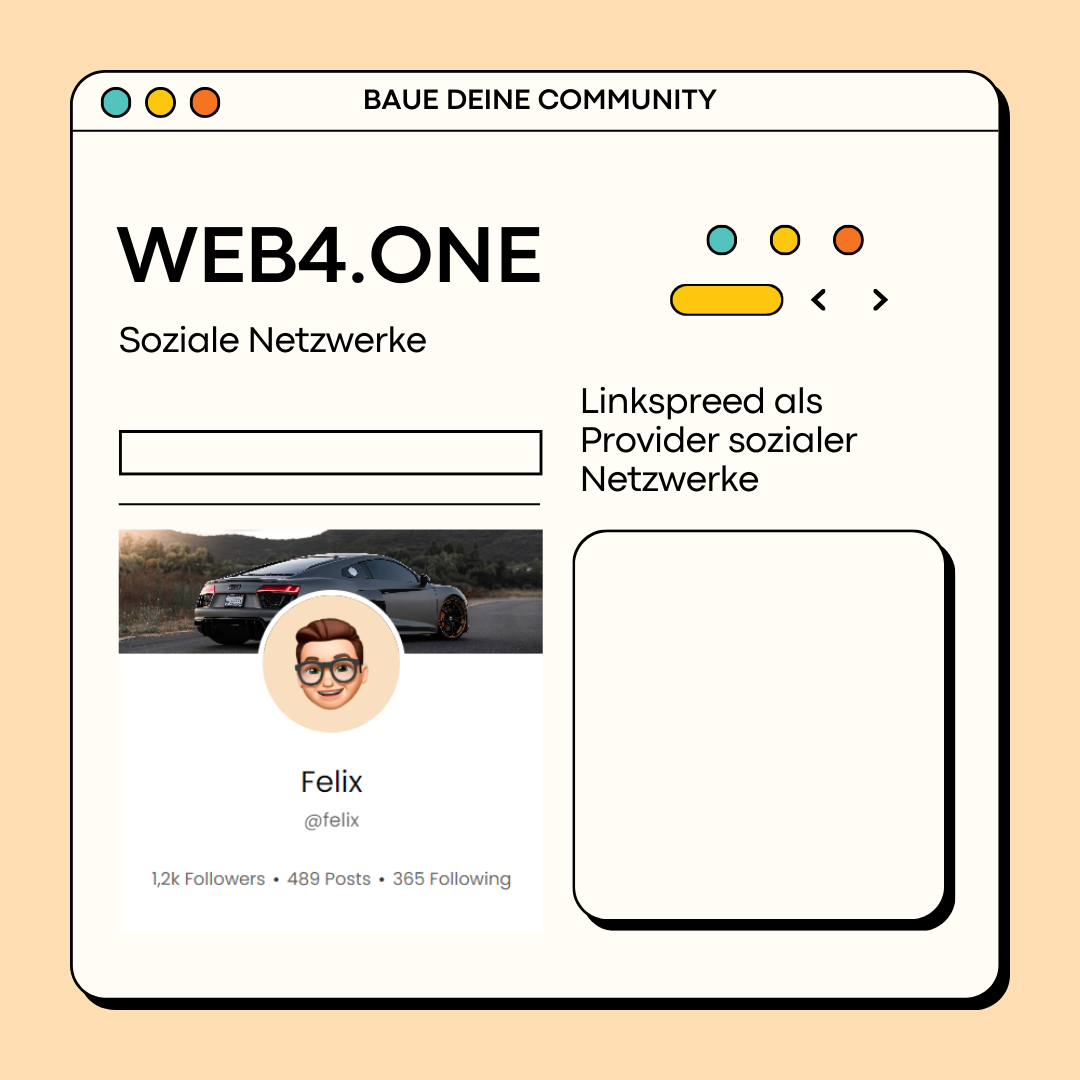 BAUE DEINE COMMUNITY
WEB4.ONE
Soziale Netzwerke
Linkspreed als
Provider sozialer
Netzwerke
Felix
@felix
1,2k Followers • 489 Posts • 365 Following